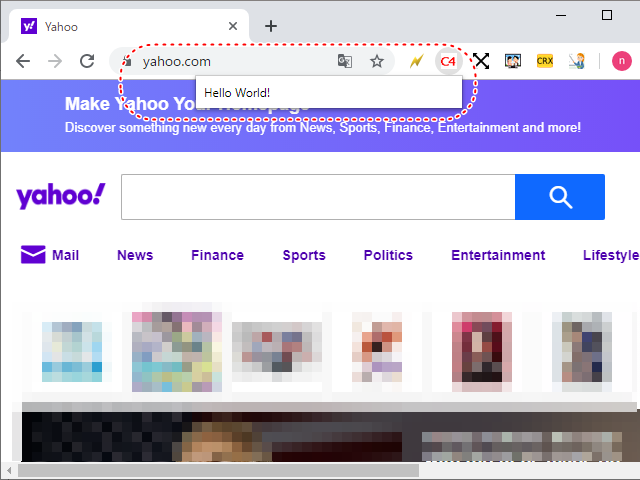 Yahoo
yahoo.com
C4
CRX
n
Hello World!
Make Yahoo Your Homepage
Discover something new every day from News, Sports, Finance, Entertainment and more!
yahoo!
Mail News Finance Sports Politics Entertainment Lifestyle